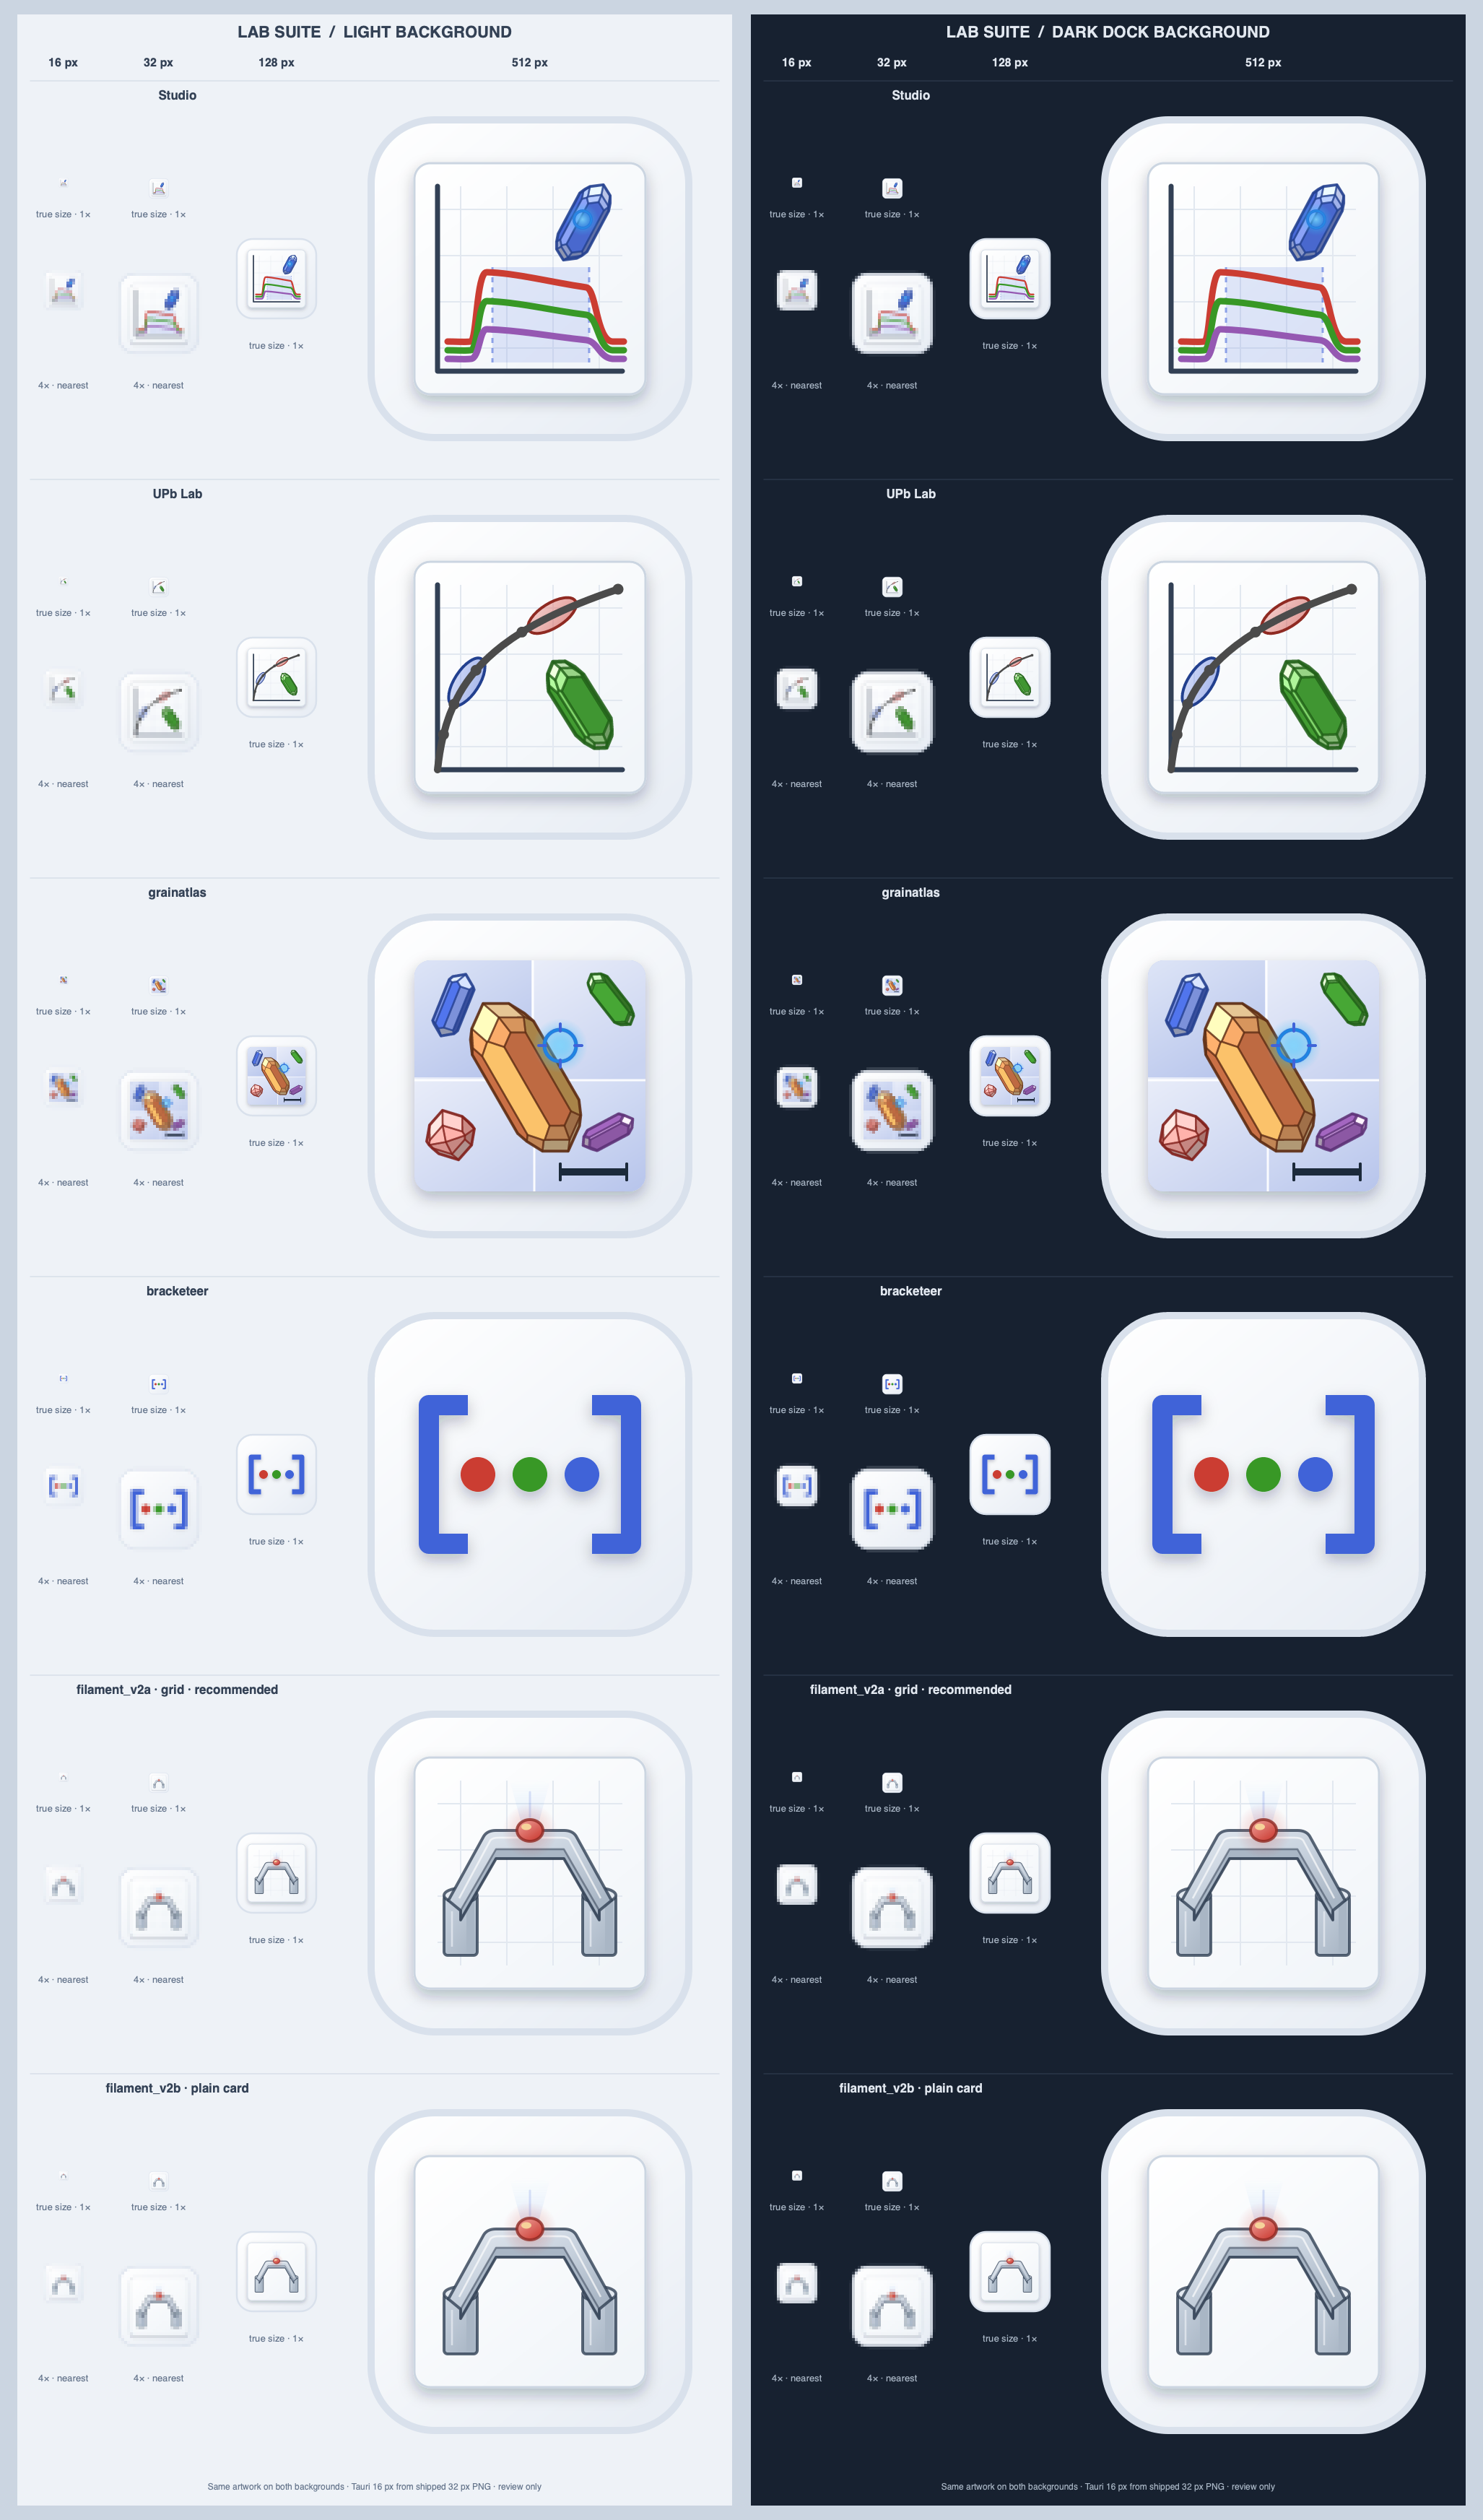 LAB SUITE / LIGHT BACKGROUND
16 px 32 px 128 px 512 px
Studio
true size · 1× true size · 1×
true size · 1×
4× · nearest 4× · nearest
UPb Lab
true size · 1× true size · 1×
true size · 1×
4× · nearest 4× · nearest
grainatlas
true size · 1× true size · 1×
true size · 1×
4× · nearest 4× · nearest
bracketeer
true size · 1× true size · 1×
true size · 1×
4× · nearest 4× · nearest
filament_v2a · grid · recommended
true size · 1× true size · 1×
true size · 1×
4× · nearest 4× · nearest
filament_v2b · plain card
true size · 1× true size · 1×
true size · 1×
4× · nearest 4× · nearest
Same artwork on both backgrounds · Tauri 16 px from shipped 32 px PNG · review only
LAB SUITE / DARK DOCK BACKGROUND
16 px 32 px 128 px 512 px
Studio
true size · 1× true size · 1×
true size · 1×
4× · nearest 4× · nearest
UPb Lab
true size · 1× true size · 1×
true size · 1×
4× · nearest 4× · nearest
grainatlas
true size · 1× true size · 1×
true size · 1×
4× · nearest 4× · nearest
bracketeer
true size · 1× true size · 1×
true size · 1×
4× · nearest 4× · nearest
filament_v2a · grid · recommended
true size · 1× true size · 1×
true size · 1×
4× · nearest 4× · nearest
filament_v2b · plain card
true size · 1× true size · 1×
true size · 1×
4× · nearest 4× · nearest
Same artwork on both backgrounds · Tauri 16 px from shipped 32 px PNG · review only